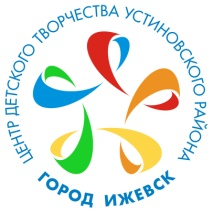 ЦЕНТР ДЕТСКОГО ТВОРЧЕСТВА УСТИНОВСКОГО РАЙОНА
ГОРОД ИЖЕВСК